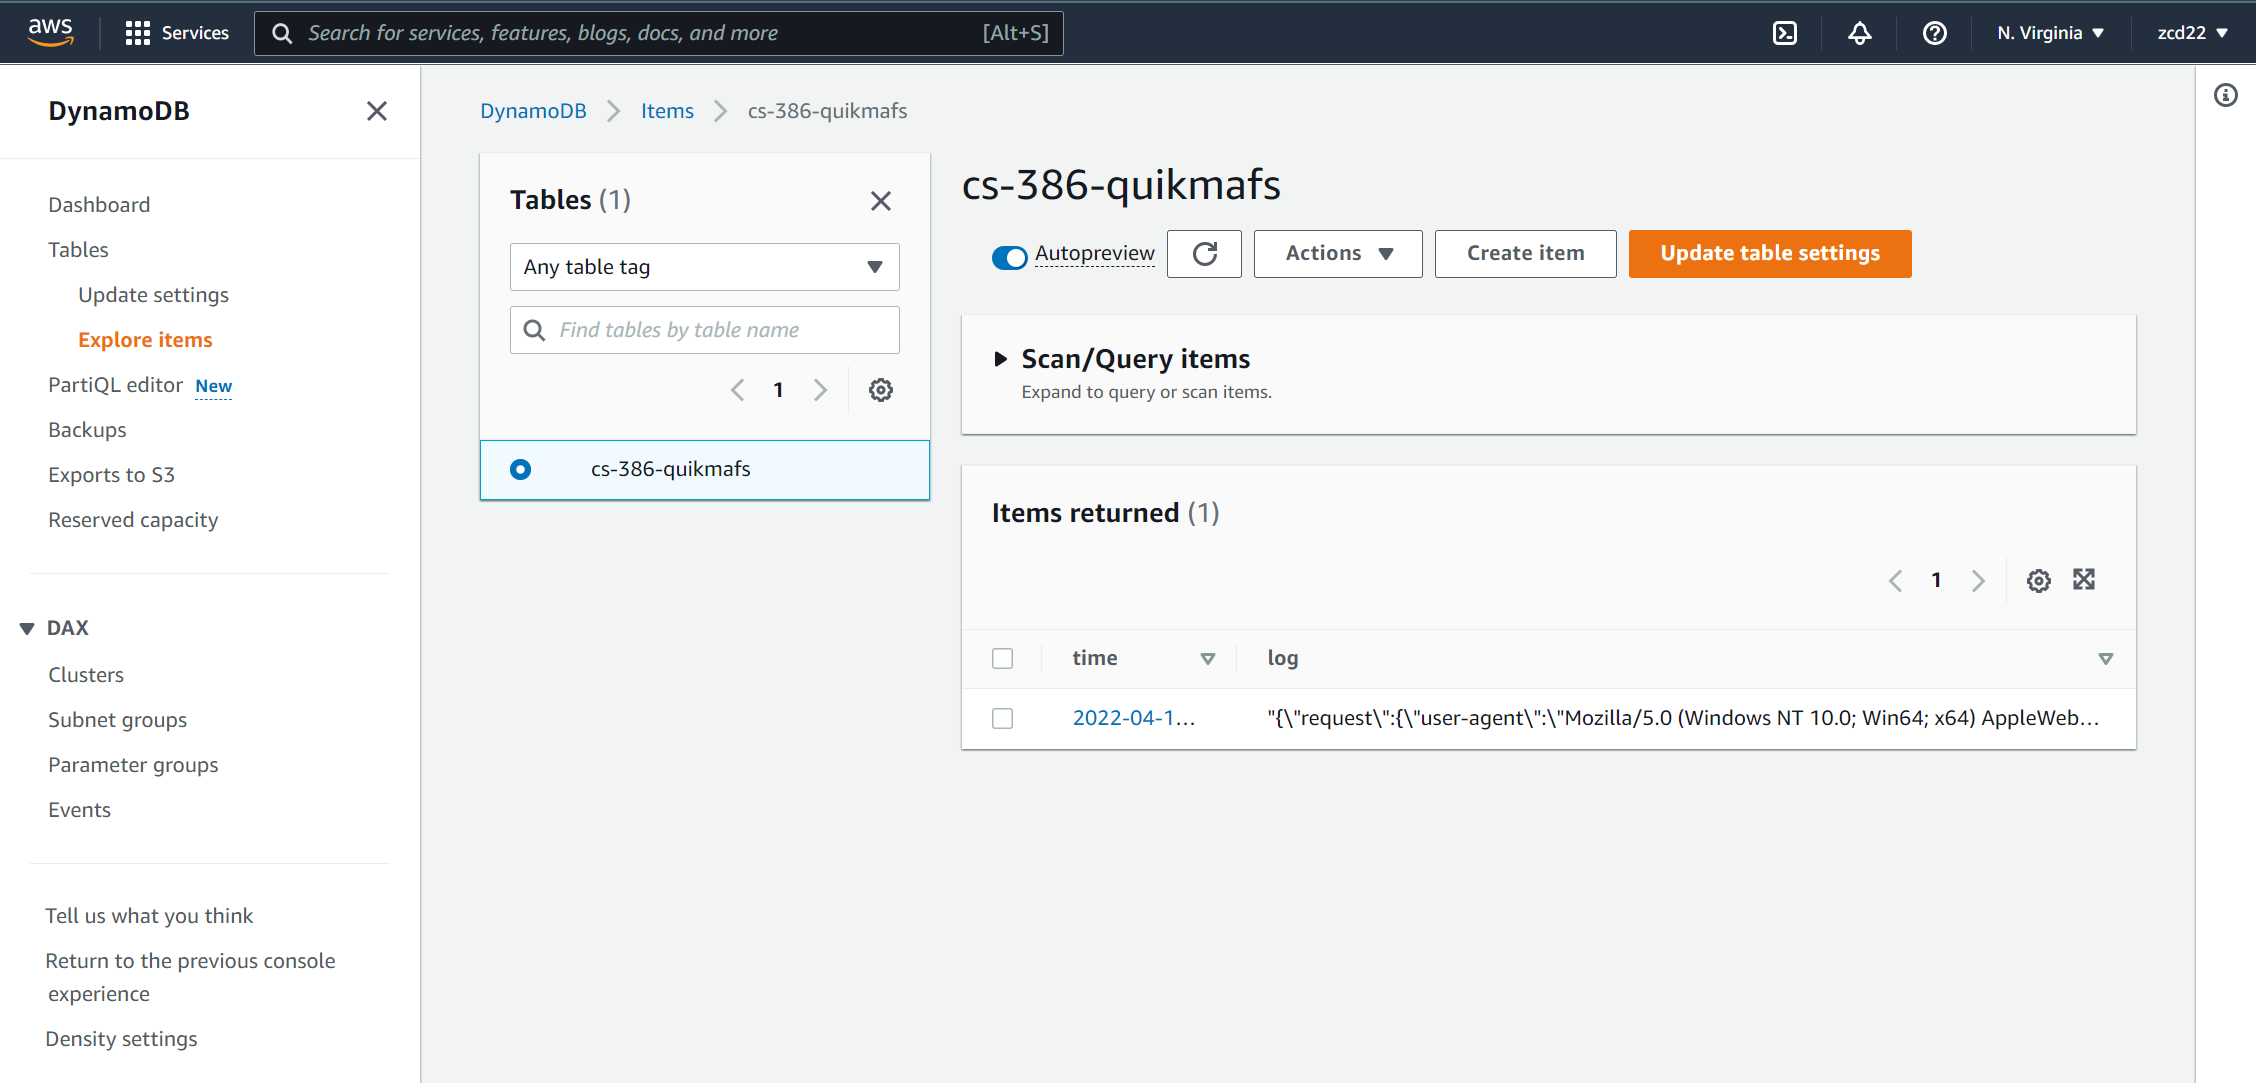 aws
Services
Search for services, features, blogs, docs, and more [Alt+S]
N. Virginia
zcd22
DynamoDB
Dashboard
Tables
Update settings
Explore items
PartiQL editor New
Backups
Exports to S3
Reserved capacity
DAX
Clusters
Subnet groups
Parameter groups
Events
Tell us what you think
Return to the previous console
experience
Density settings
DynamoDB Items cs-386-quikmafs
Tables (1)
Any table tag
Find tables by table name
1
cs-386-quikmafs
cs-386-quikmafs
Autopreview
Actions
Create item
Update table settings
Scan/Query items
Expand to query or scan items.
Items returned (1)
1
time log
2022-04-1... "{\"request\":{\"user-agent\":\"Mozilla/5.0 (Windows NT 10.0; Win64; x64) AppleWeb...